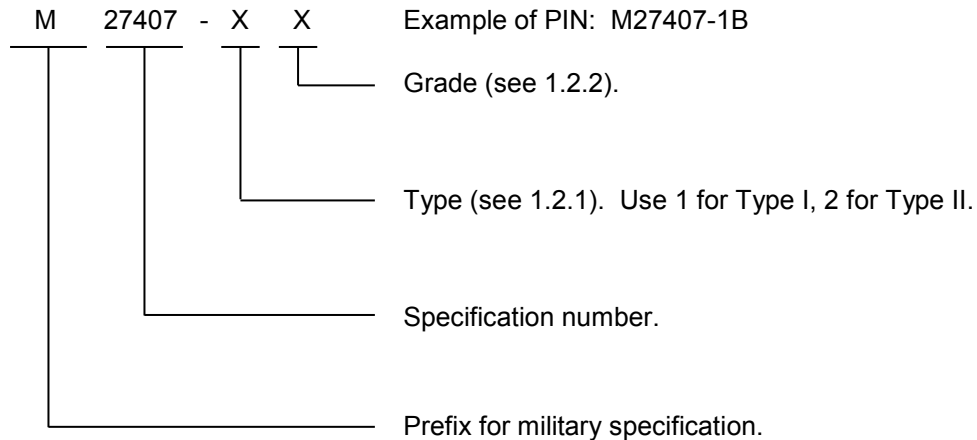 M 27407 - X X Example of PIN: M27407-1B
Grade (see 1.2.2).
Type (see 1.2.1). Use 1 for Type I, 2 for Type II.
Specification number.
Prefix for military specification.